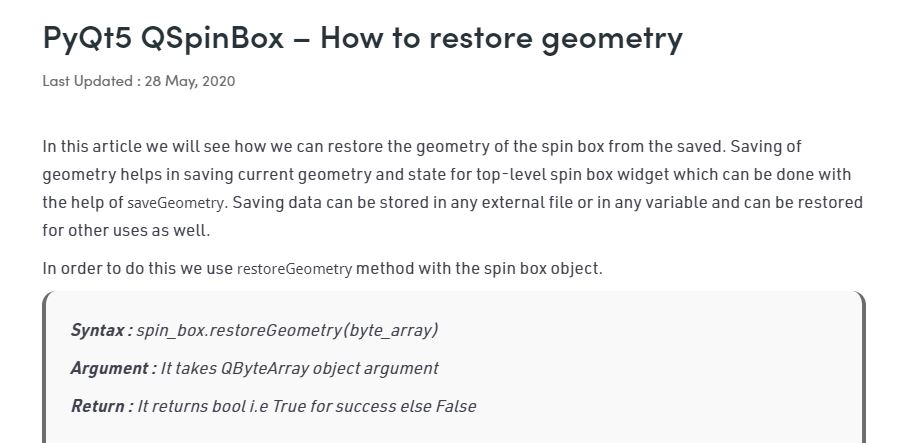 PyQt5 QSpinBox – How to restore geometry
Last Updated : 28 May, 2020
In this article we will see how we can restore the geometry of the spin box from the saved. Saving of
geometry helps in saving current geometry and state for top-level spin box widget which can be done with
the help of saveGeometry. Saving data can be stored in any external file or in any variable and can be restored
for other uses as well.
In order to do this we use restoreGeometry method with the spin box object.
Syntax : spin_box.restoreGeometry(byte_array)
Argument : It takes QByteArray object argument
Return : It returns bool i.e True for success else False